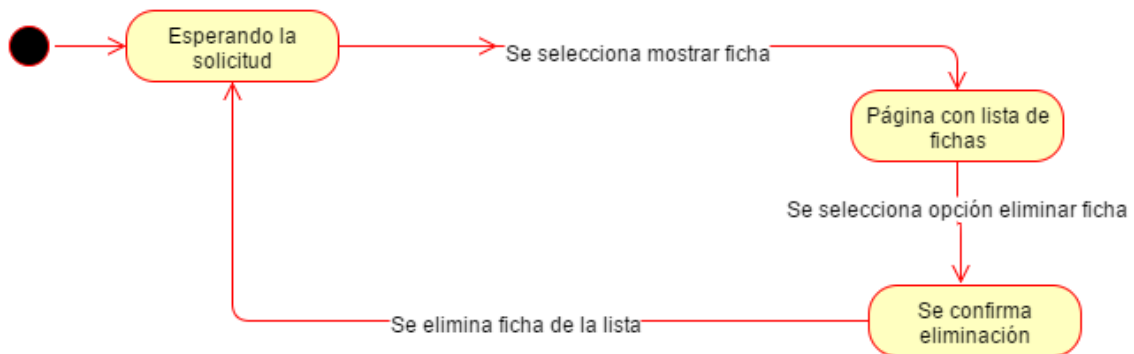 Esperando la
solicitud
Se selecciona mostrar ficha
Página con lista de
fichas
Se selecciona opción eliminar ficha
Se confirma
eliminación
Se elimina ficha de la lista